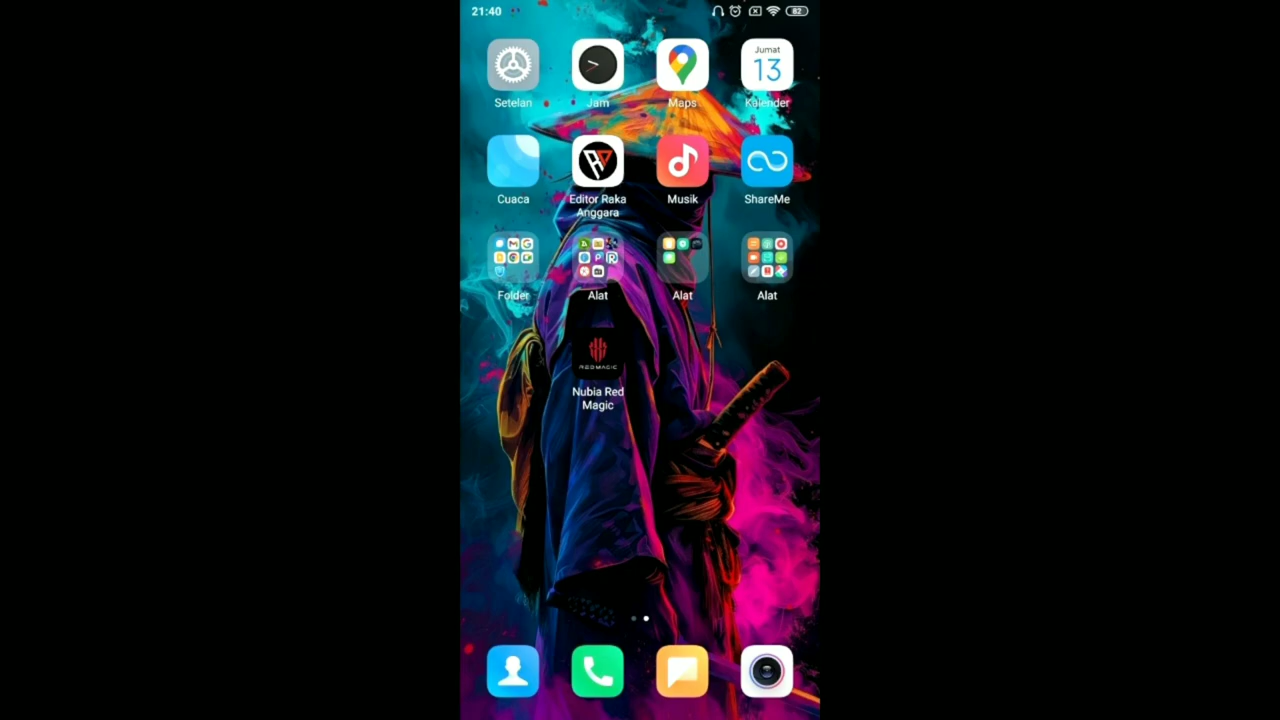 21:40
82
Jumat
13
Setelan
Jam
Maps
Kalender
Cuaca
Editor Raka
Anggara
Musik
ShareMe
Folder
Alat
Alat
Alat
REDMAGIC
Nubia Red
Magic